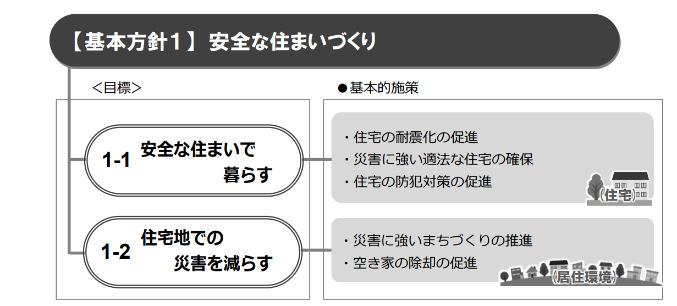 【基本方針１】 安全な住まいづくり
＜目標＞
●基本的施策
1-1 安全な住まいで
暮らす
・住宅の耐震化の促進
・災害に強い適法な住宅の確保
・住宅の防犯対策の促進
(住宅)
1-2 住宅地での
災害を減らす
・災害に強いまちづくりの推進
・空き家の除却の促進
(居住環境)